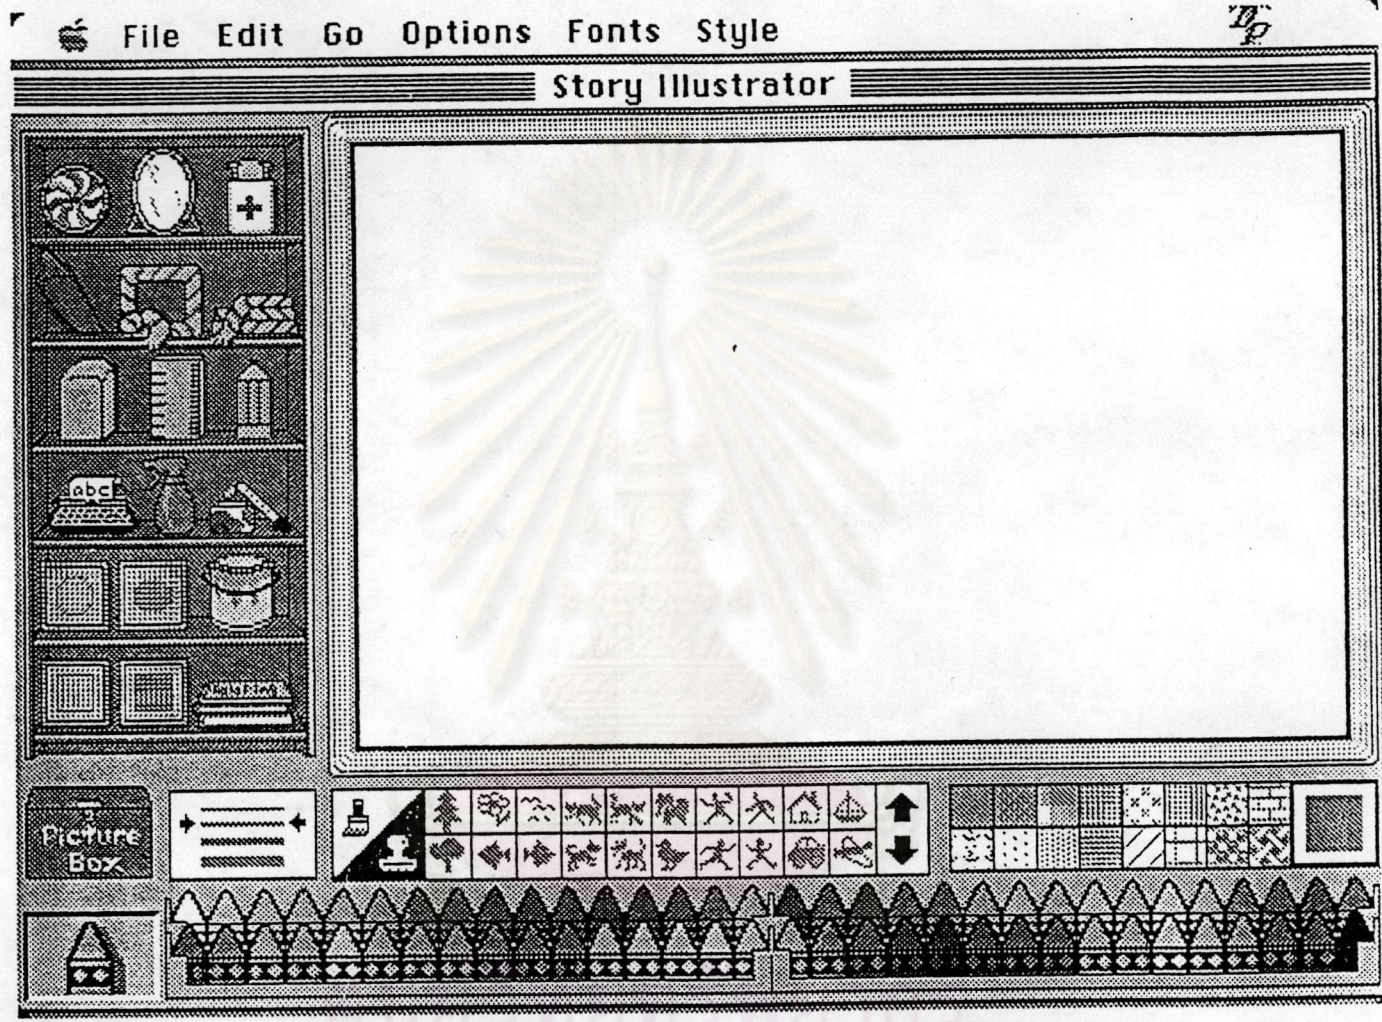 File Edit Go Options Fonts Style
Story Illustrator
abc
Picture
Box